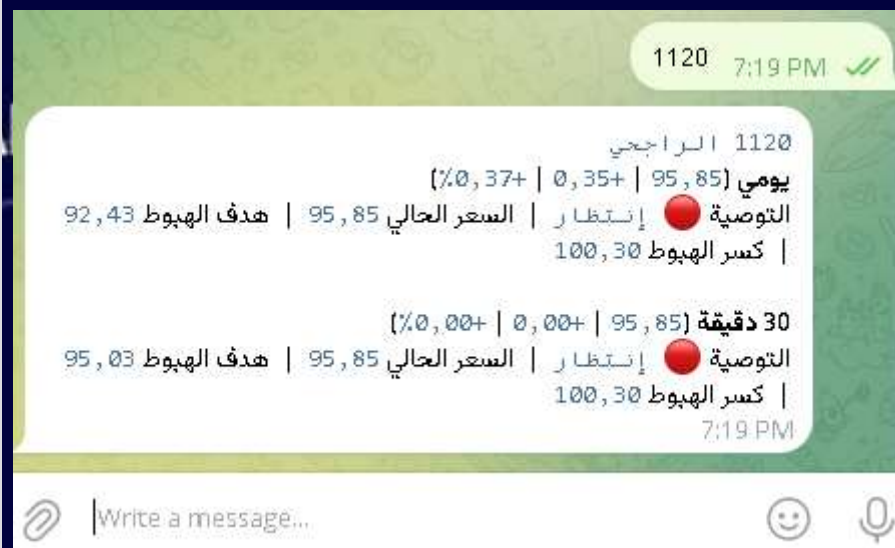 1120
7:19 PM
1120 الراجحي
يومي (95,85 | +0,35 | +0,37%)
التوصية 🔴 إنتظار | السعر الحالي 95,85 | هدف الهبوط 92,43
| كسر الهبوط 100,30
30 دقيقة (95,85 | +0,00 | +0,00%)
التوصية 🔴 إنتظار | السعر الحالي 95,85 | هدف الهبوط 95,03
| كسر الهبوط 100,30
7:19 PM
Write a message...